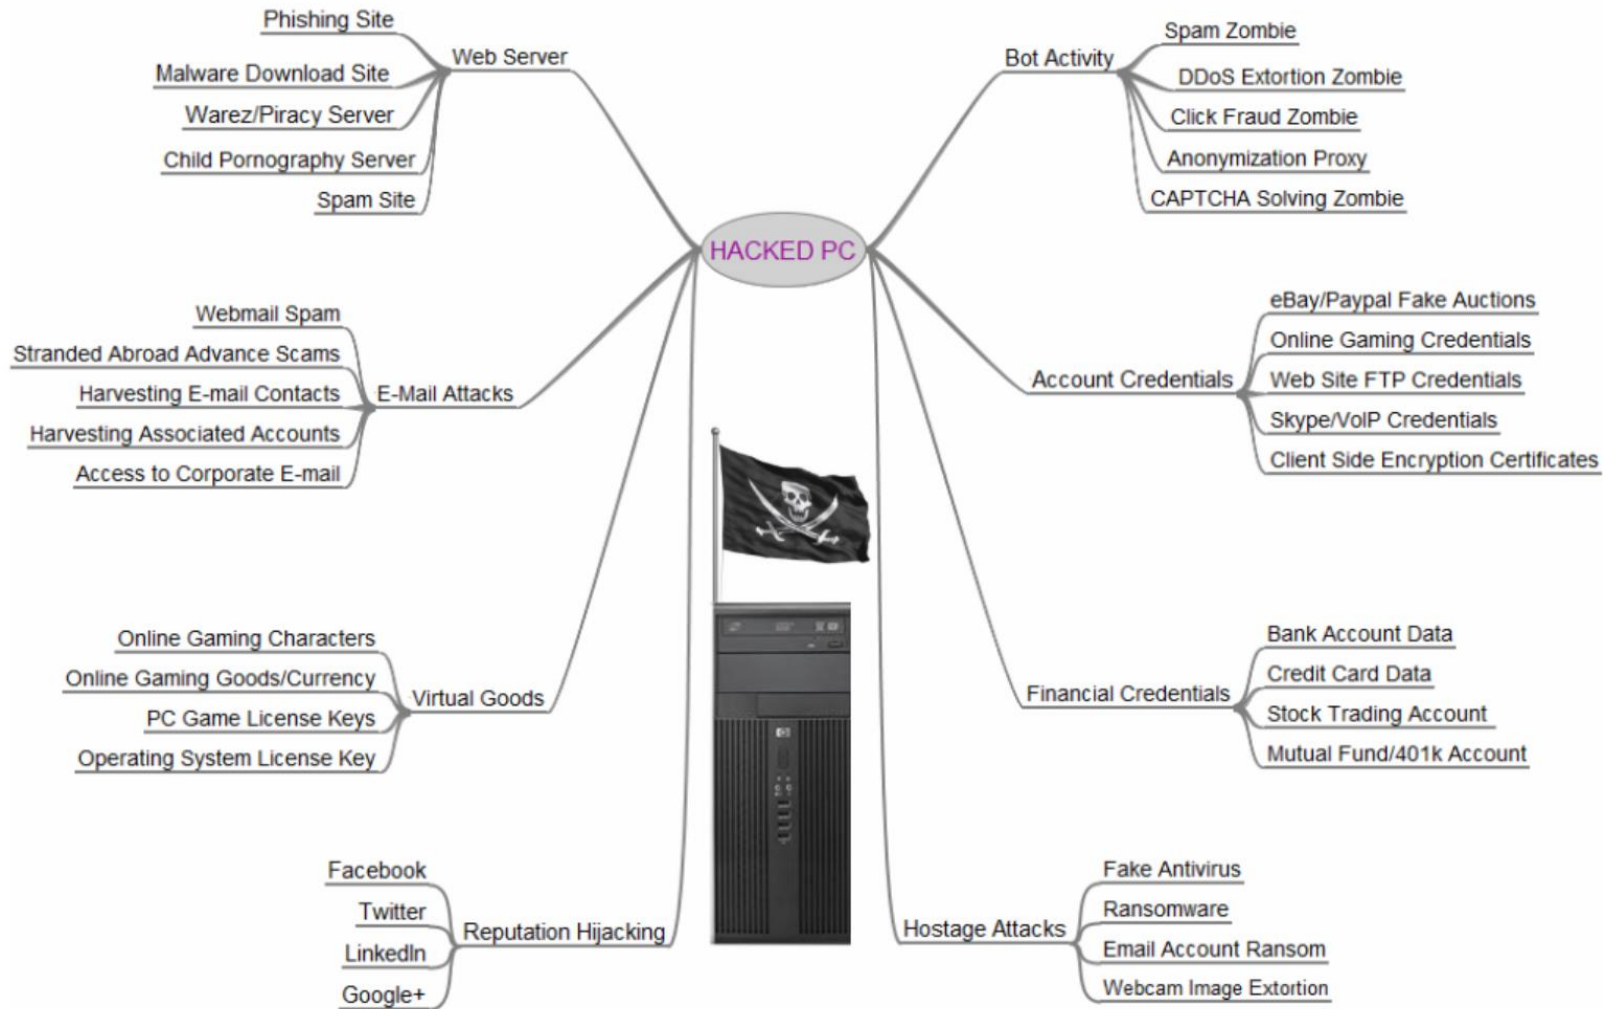 HACKED PC
Web Server
Phishing Site
Malware Download Site
Warez/Piracy Server
Child Pornography Server
Spam Site
E-Mail Attacks
Webmail Spam
Stranded Abroad Advance Scams
Harvesting E-mail Contacts
Harvesting Associated Accounts
Access to Corporate E-mail
Virtual Goods
Online Gaming Characters
Online Gaming Goods/Currency
PC Game License Keys
Operating System License Key
Reputation Hijacking
Facebook
Twitter
LinkedIn
Google+
Bot Activity
Spam Zombie
DDoS Extortion Zombie
Click Fraud Zombie
Anonymization Proxy
CAPTCHA Solving Zombie
Account Credentials
eBay/Paypal Fake Auctions
Online Gaming Credentials
Web Site FTP Credentials
Skype/VoIP Credentials
Client Side Encryption Certificates
Financial Credentials
Bank Account Data
Credit Card Data
Stock Trading Account
Mutual Fund/401k Account
Hostage Attacks
Fake Antivirus
Ransomware
Email Account Ransom
Webcam Image Extortion
hp